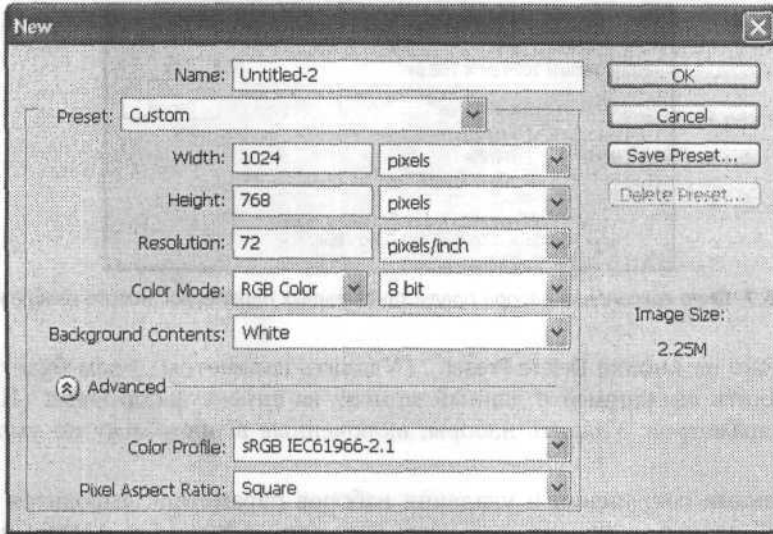 New
Name: Untitled-2
OK
Preset: Custom
Cancel
Width: 1024 pixels
Save Preset...
Height: 768 pixels
Delete Preset...
Resolution: 72 pixels/inch
Color Mode: RGB Color 8 bit
Image Size:
Background Contents: White
2.25M
Advanced
Color Profile: sRGB IEC61966-2.1
Pixel Aspect Ratio: Square